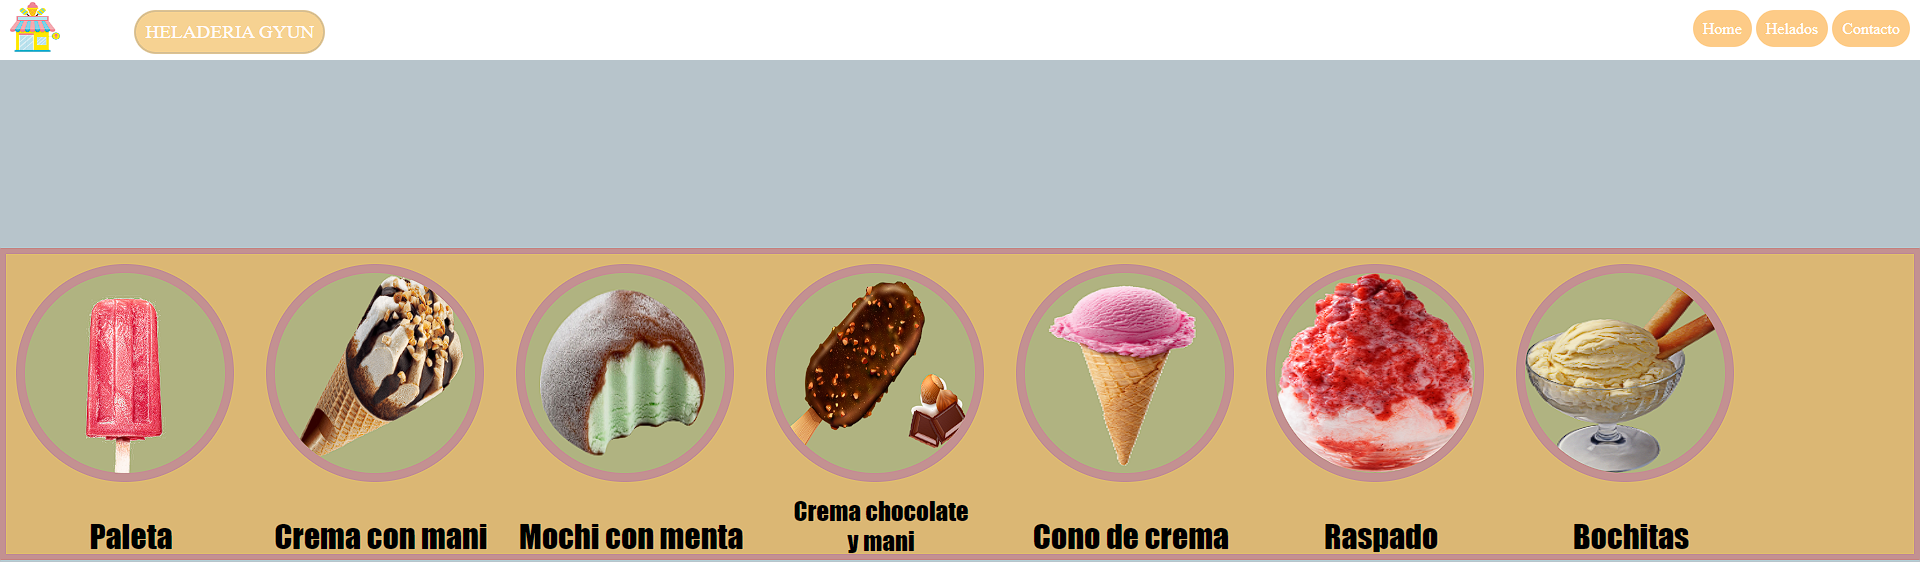 HELADERIA GYUN
Home
Helados
Contacto
Paleta
Crema con mani
Mochi con menta
Crema chocolate
y mani
Cono de crema
Raspado
Bochitas